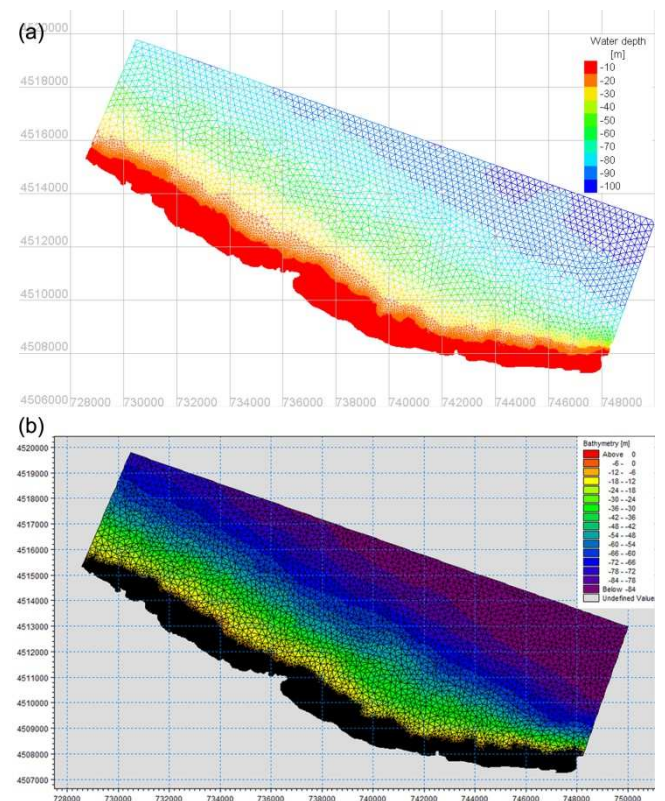 (a)
4520000
4518000
4516000
4514000
4512000
4510000
4508000
4506000
728000 730000 732000 734000 736000 738000 740000 742000 744000 746000 748000
Water depth
[m]
-10
-20
-30
-40
-50
-60
-70
-80
-90
-100
(b)
4520000
4519000
4518000
4517000
4516000
4515000
4514000
4513000
4512000
4511000
4510000
4509000
4508000
4507000
728000 730000 732000 734000 736000 738000 740000 742000 744000 746000 748000 750000
Bathymetry [m]
Above 0
-6 - 0
-12 - -6
-18 - -12
-24 - -18
-30 - -24
-36 - -30
-42 - -36
-48 - -42
-54 - -48
-60 - -54
-66 - -60
-72 - -66
-78 - -72
-84 - -78
Below -84
Undefined Value